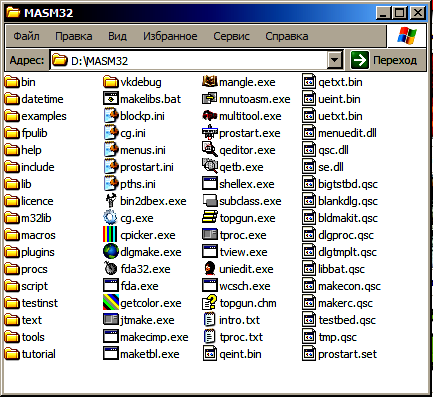 MASM32
Файл Правка Вид Избранное Сервис Справка
Адрес: D:\MASM32 Переход
bin vkdebug mangle.exe qetxt.bin
datetime makelibs.bat mnutoasm.exe ueint.bin
examples blockp.ini multitool.exe uetxt.bin
fpulib cg.ini prostart.exe menuedit.dll
help menus.ini qeditor.exe qsc.dll
include prostart.ini qetb.exe se.dll
lib pths.ini shellex.exe bigtstbd.qsc
licence bin2dbex.exe subclass.exe blankdlg.qsc
m32lib cg.exe topgun.exe bldmakit.qsc
macros cpicker.exe tproc.exe dlgproc.qsc
plugins dlgmake.exe tview.exe dlgtmplt.qsc
procs fda32.exe uniedit.exe libbat.qsc
script fda.exe wcsch.exe makecon.qsc
testinst getcolor.exe topgun.chm makerc.qsc
text jtmake.exe intro.txt testbed.qsc
tools makecimp.exe tproc.txt tmp.qsc
tutorial maketbl.exe qeint.bin prostart.set